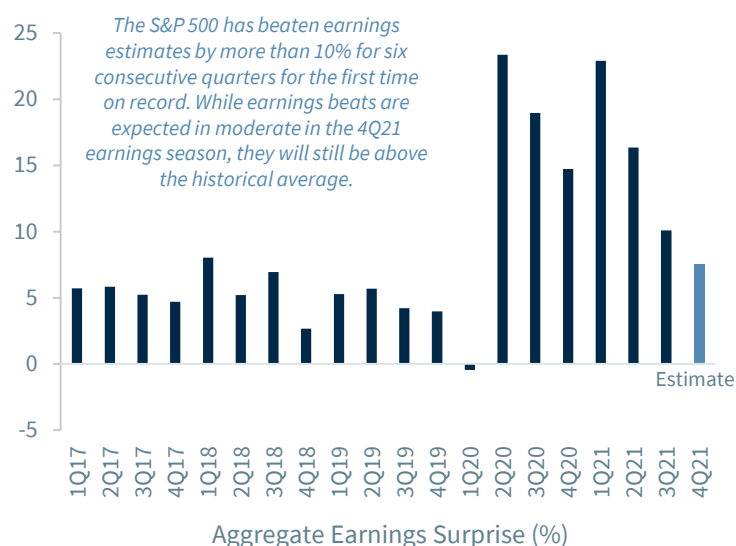 The S&P 500 has beaten earnings
estimates by more than 10% for six
consecutive quarters for the first time
on record. While earnings beats are
expected in moderate in the 4Q21
earnings season, they will still be above
the historical average.
25
20
15
10
5
0
-5
Estimate
1Q17
2Q17
3Q17
4Q17
1Q18
2Q18
3Q18
4Q18
1Q19
2Q19
3Q19
4Q19
1Q20
2Q20
3Q20
4Q20
1Q21
2Q21
3Q21
4Q21
Aggregate Earnings Surprise (%)